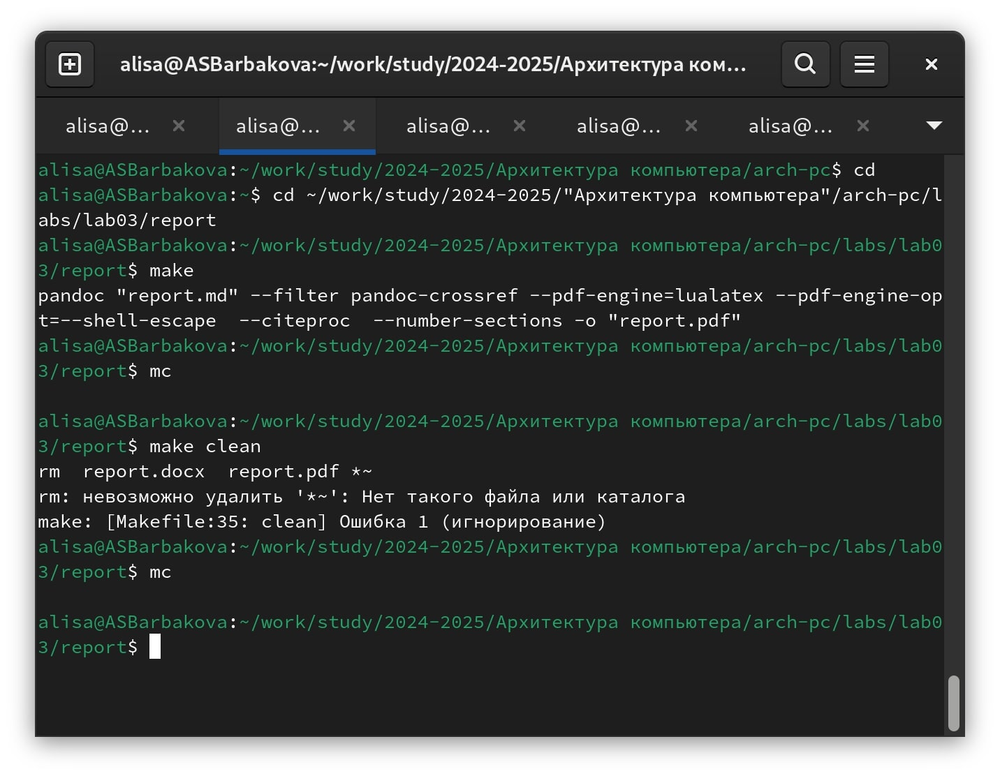 alisa@ASBarbakova:~/work/study/2024-2025/Архитектура ком...
alisa@... alisa@... alisa@... alisa@... alisa@...
alisa@ASBarbakova:~/work/study/2024-2025/Архитектура компьютера/arch-pc$ cd
alisa@ASBarbakova:~$ cd ~/work/study/2024-2025/"Архитектура компьютера"/arch-pc/l
abs/lab03/report
alisa@ASBarbakova:~/work/study/2024-2025/Архитектура компьютера/arch-pc/labs/lab0
3/report$ make
pandoc "report.md" --filter pandoc-crossref --pdf-engine=lualatex --pdf-engine-op
t=--shell-escape  --citeproc  --number-sections -o "report.pdf"
alisa@ASBarbakova:~/work/study/2024-2025/Архитектура компьютера/arch-pc/labs/lab0
3/report$ mc
alisa@ASBarbakova:~/work/study/2024-2025/Архитектура компьютера/arch-pc/labs/lab0
3/report$ make clean
rm  report.docx  report.pdf *~
rm: невозможно удалить '*~': Нет такого файла или каталога
make: [Makefile:35: clean] Ошибка 1 (игнорирование)
alisa@ASBarbakova:~/work/study/2024-2025/Архитектура компьютера/arch-pc/labs/lab0
3/report$ mc
alisa@ASBarbakova:~/work/study/2024-2025/Архитектура компьютера/arch-pc/labs/lab0
3/report$